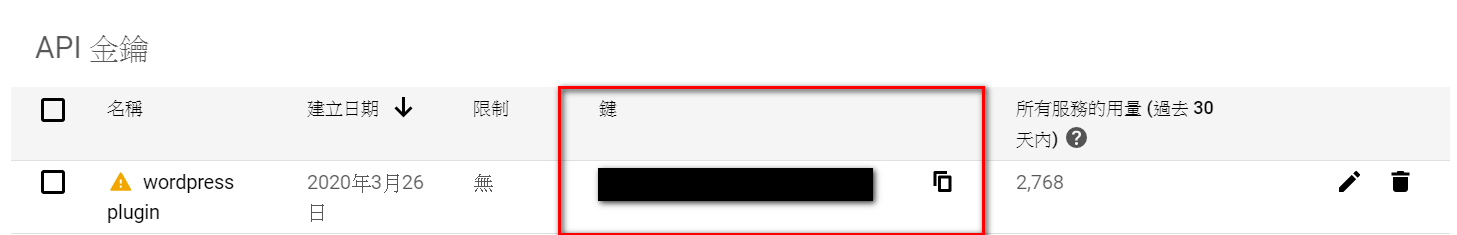 API 金鑰
名稱 建立日期 限制 鍵 所有服務的用量 (過去 30
天內)
wordpress 2020年3月26 無 2,768
plugin 日